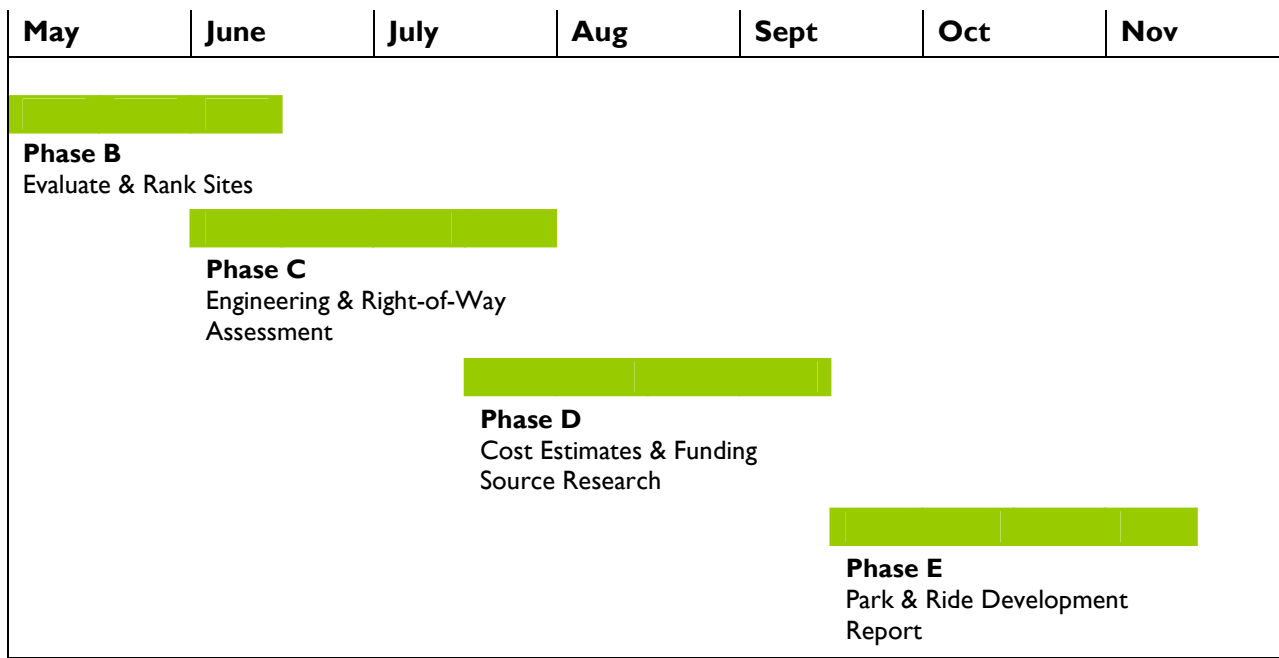 May June July Aug Sept Oct Nov
Phase B
Evaluate & Rank Sites
Phase C
Engineering & Right-of-Way
Assessment
Phase D
Cost Estimates & Funding
Source Research
Phase E
Park & Ride Development
Report